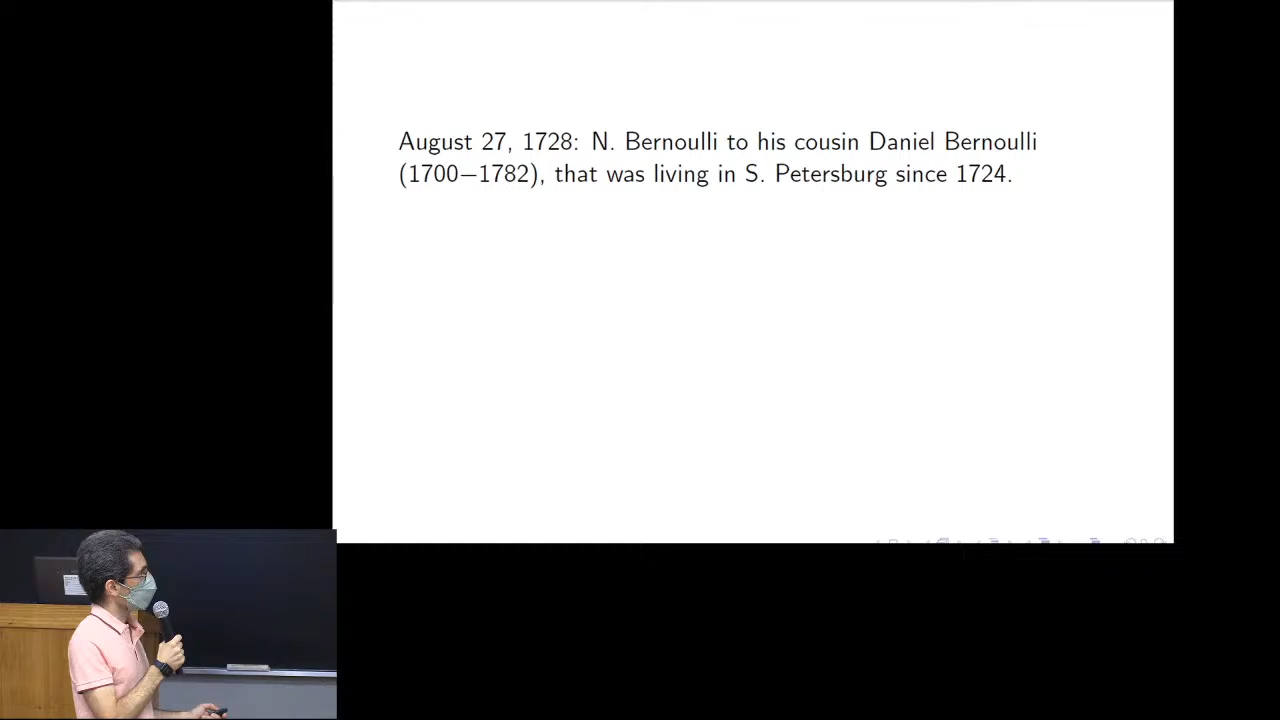 August 27, 1728: N. Bernoulli to his cousin Daniel Bernoulli
(1700−1782), that was living in S. Petersburg since 1724.